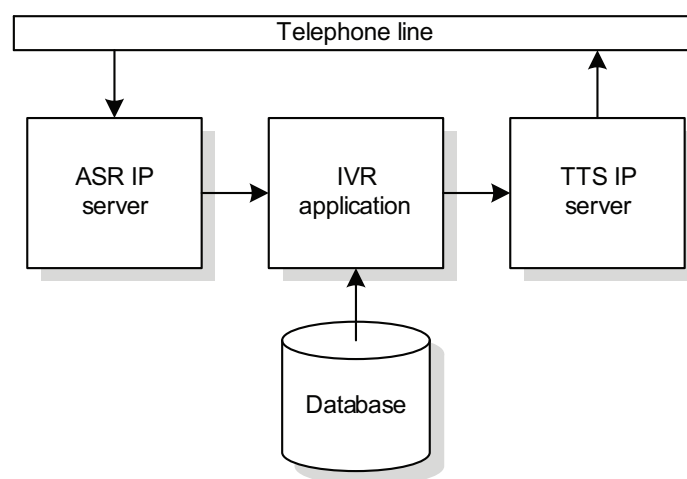 Telephone line
ASR IP
server
IVR
application
TTS IP
server
Database